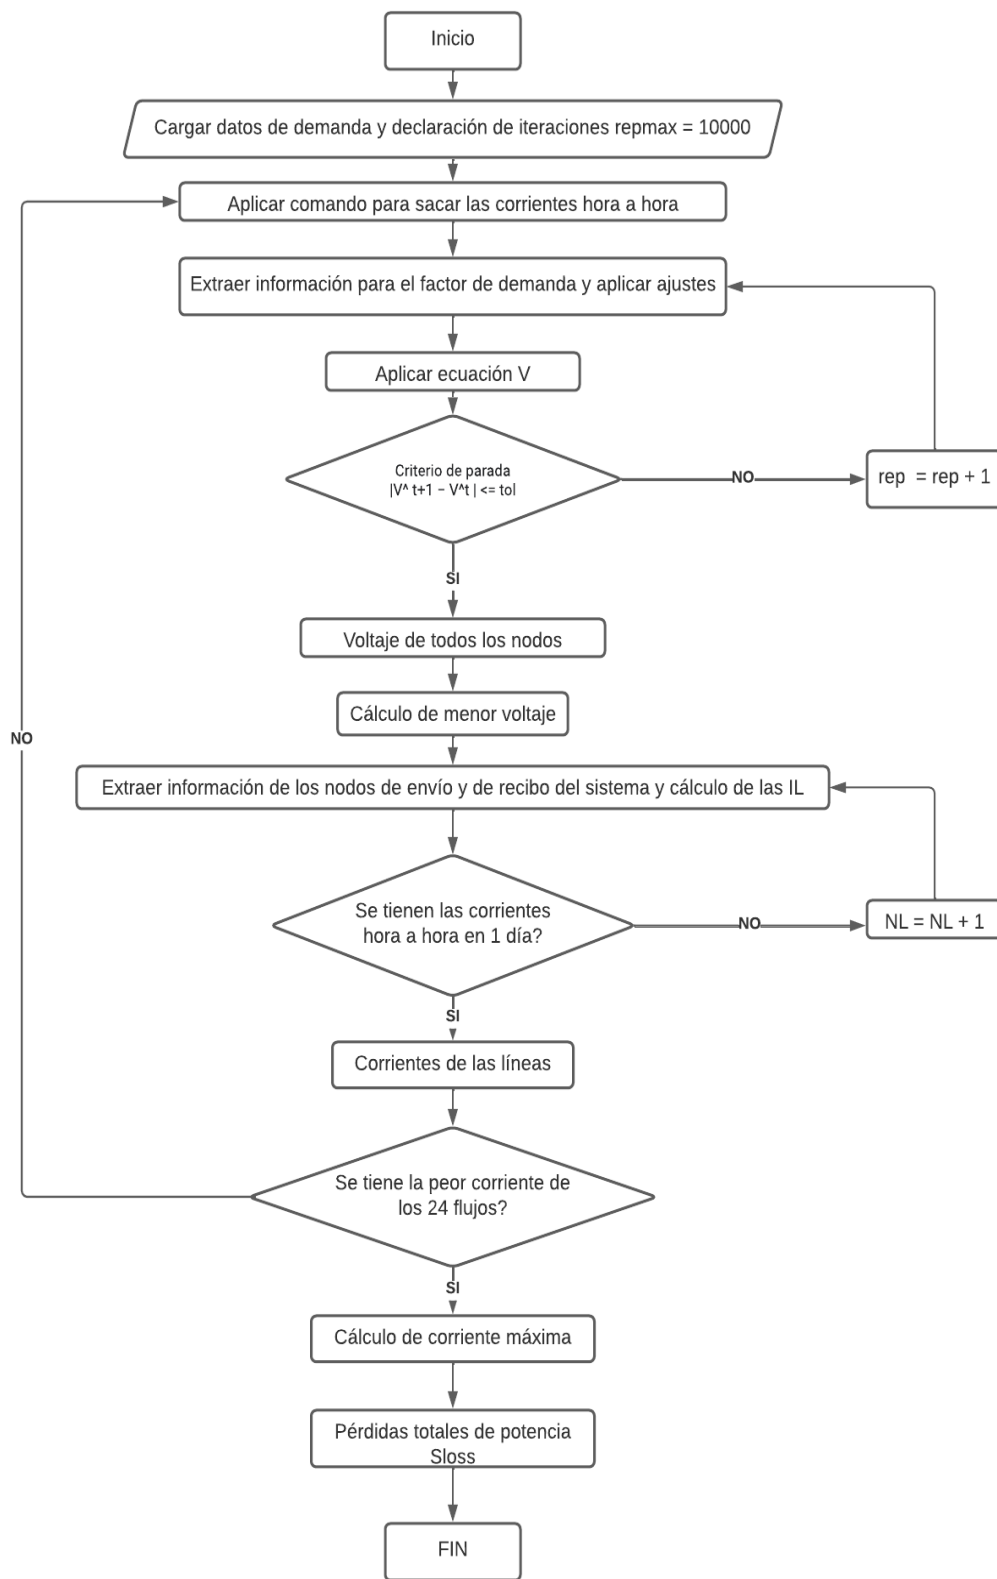 Inicio
Cargar datos de demanda y declaración de iteraciones repmax = 10000
Aplicar comando para sacar las corrientes hora a hora
Extraer información para el factor de demanda y aplicar ajustes
Aplicar ecuación V
Criterio de parada
|V^ t+1 - V^t | <= tol
NO
rep = rep + 1
SI
Voltaje de todos los nodos
Cálculo de menor voltaje
NO
Extraer información de los nodos de envío y de recibo del sistema y cálculo de las IL
Se tienen las corrientes
hora a hora en 1 día?
NO
NL = NL + 1
SI
Corrientes de las líneas
Se tiene la peor corriente de
los 24 flujos?
SI
Cálculo de corriente máxima
Pérdidas totales de potencia
Sloss
FIN